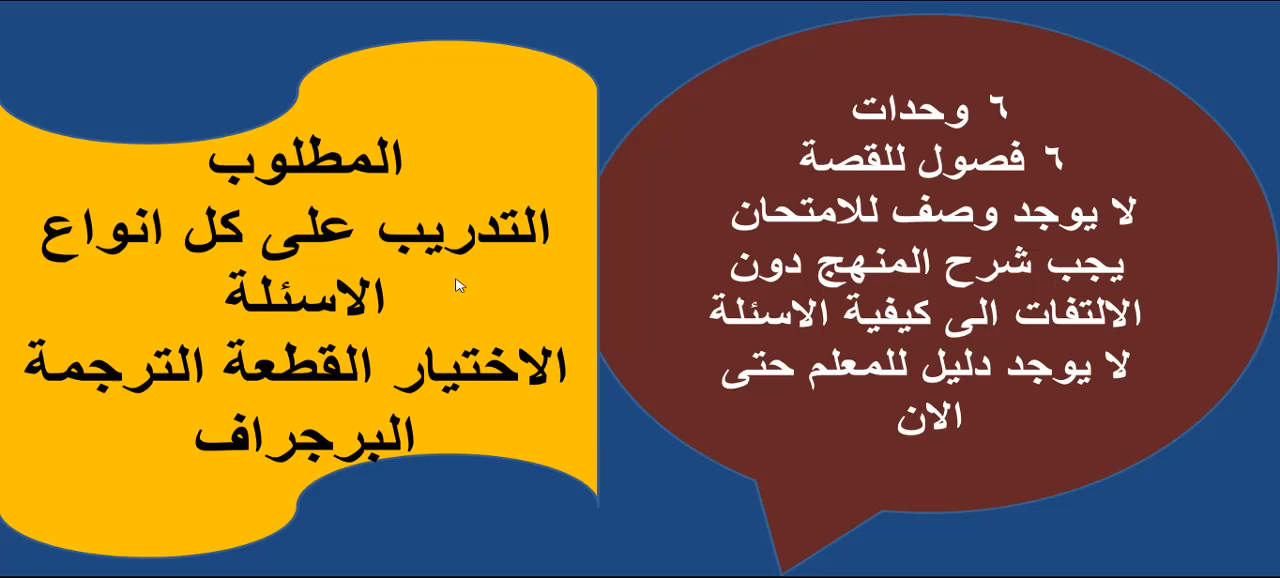 ٦ وحدات
٦ فصول للقصة
لا يوجد وصف للامتحان
يجب شرح المنهج دون
الالتفات الى كيفية الاسئلة
لا يوجد دليل للمعلم حتى
الان
المطلوب
التدريب على كل انواع
الاسئلة
الاختيار القطعة الترجمة
البرجراف